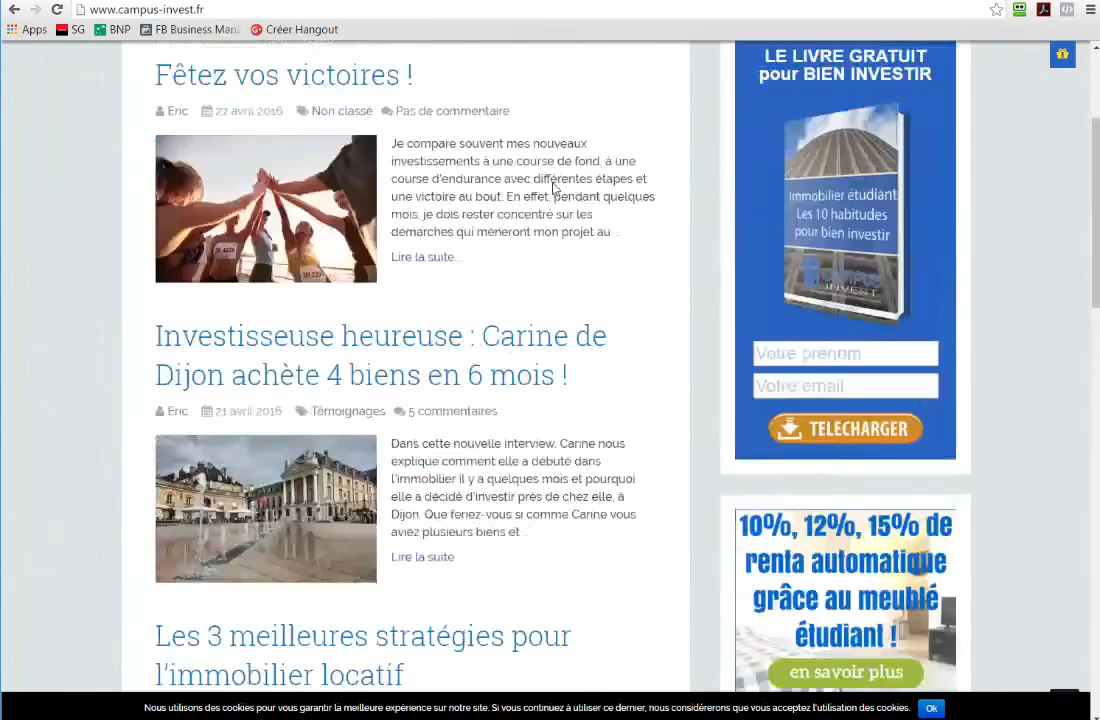 www.campus-invest.fr
Apps SG BNP FB Business Mana Créer Hangout
Fêtez vos victoires !
Eric 27 avril 2016 Non classé Pas de commentaire
Je compare souvent mes nouveaux
investissements à une course de fond, à une
course d'endurance avec différentes étapes et
une victoire au bout. En effet, pendant quelques
mois, je dois rester concentré sur les
démarches qui mèneront mon projet au ...
Lire la suite...
Investisseuse heureuse : Carine de
Dijon achète 4 biens en 6 mois !
Eric 21 avril 2016 Témoignages 5 commentaires
Dans cette nouvelle interview, Carine nous
explique comment elle a débuté dans
l'immobilier il y a quelques mois et pourquoi
elle a décidé d'investir près de chez elle, à
Dijon. Que feriez-vous si comme Carine vous
aviez plusieurs biens et ...
Lire la suite
Les 3 meilleures stratégies pour
l'immobilier locatif
LE LIVRE GRATUIT
pour BIEN INVESTIR
Immobilier étudiant
Les 10 habitudes
pour bien investir
CAMPUS
INVEST
Votre prénom
Votre email
TELECHARGER
10%, 12%, 15% de
renta automatique
grâce au meublé
étudiant !
en savoir plus
Nous utilisons des cookies pour vous garantir la meilleure expérience sur notre site. Si vous continuez à utiliser ce dernier, nous considérerons que vous acceptez l'utilisation des cookies. Ok